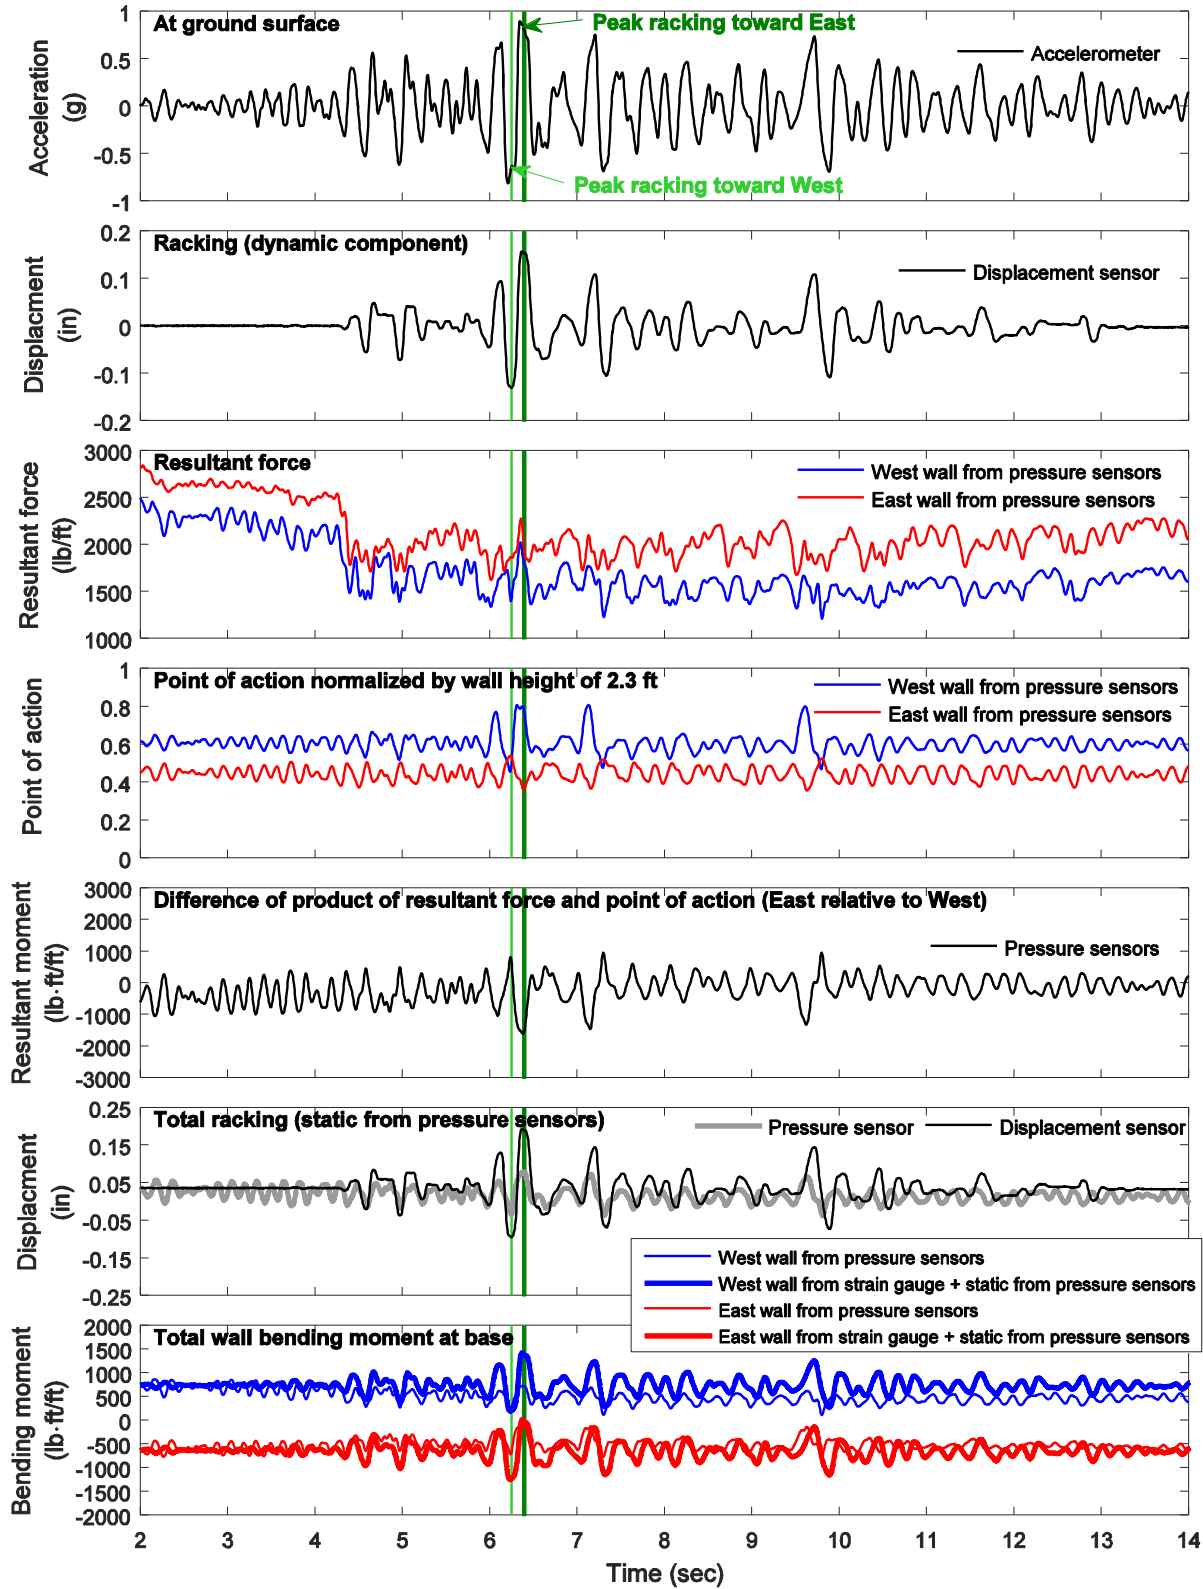 At ground surface
Peak racking toward East
Accelerometer
Peak racking toward West
Acceleration
(g)
1
0.5
0
-0.5
-1
Racking (dynamic component)
Displacement sensor
Displacment
(in)
0.2
0.1
0
-0.1
-0.2
Resultant force
West wall from pressure sensors
East wall from pressure sensors
Resultant force
(lb/ft)
3000
2500
2000
1500
1000
Point of action normalized by wall height of 2.3 ft
West wall from pressure sensors
East wall from pressure sensors
Point of action
1
0.8
0.6
0.4
0.2
0
Difference of product of resultant force and point of action (East relative to West)
Pressure sensors
Resultant moment
(lb·ft/ft)
3000
2000
1000
0
-1000
-2000
-3000
Total racking (static from pressure sensors)
Pressure sensor
Displacement sensor
Displacment
(in)
0.25
0.15
0.05
-0.05
-0.15
-0.25
West wall from pressure sensors
West wall from strain gauge + static from pressure sensors
East wall from pressure sensors
East wall from strain gauge + static from pressure sensors
Total wall bending moment at base
Bending moment
(lb·ft/ft)
2000
1500
1000
500
0
-500
-1000
-1500
-2000
2 3 4 5 6 7 8 9 10 11 12 13 14
Time (sec)